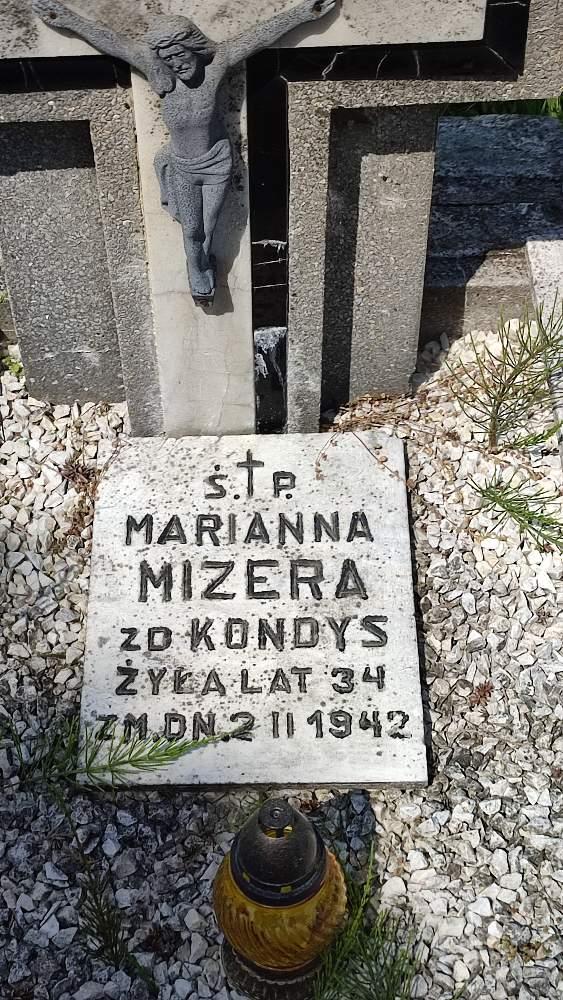 Ś.✝P.
MARIANNA
MIZERA
ZD KONDYS
ŻYŁA LAT 34
ZM. DN. 2 II 1942